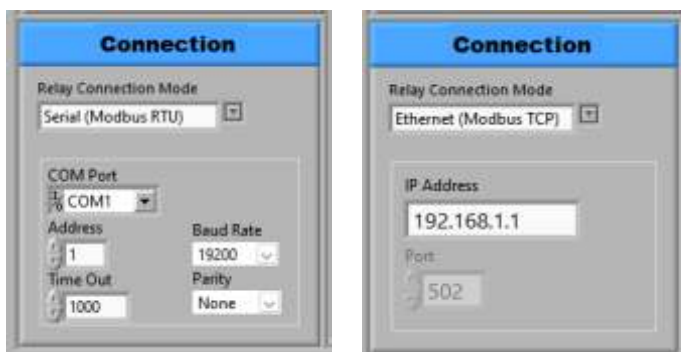 Connection
Relay Connection Mode
Serial (Modbus RTU)
COM Port
COM1
Address
Baud Rate
1
19200
Time Out
Parity
1000
None
Connection
Relay Connection Mode
Ethernet (Modbus TCP)
IP Address
192.168.1.1
Port
502